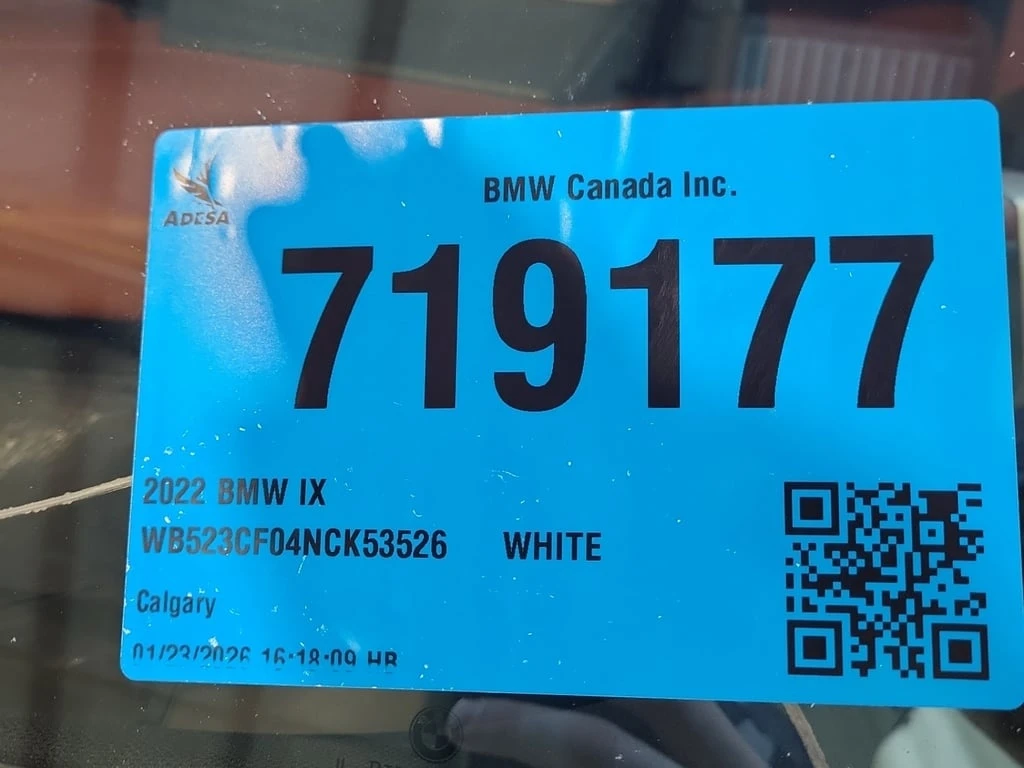 ADESA
BMW Canada Inc.
719177
2022 BMW IX
WB523CF04NCK53526 WHITE
Calgary
01/23/2026 16:18:09 HB